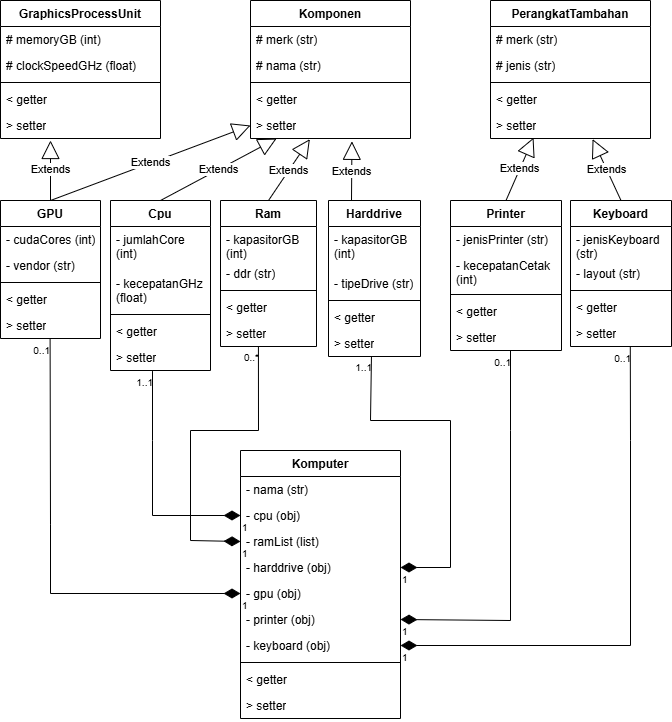 GraphicsProcessUnit
# memoryGB (int)
# clockSpeedGHz (float)
< getter
> setter
Komponen
# merk (str)
# nama (str)
< getter
> setter
PerangkatTambahan
# merk (str)
# jenis (str)
< getter
> setter
Extends
Extends
Extends
Extends
Extends
Extends
Extends
GPU
- cudaCores (int)
- vendor (str)
< getter
> setter
0..1
Cpu
- jumlahCore
(int)
- kecepatanGHz
(float)
< getter
> setter
1..1
Ram
- kapasitorGB
(int)
- ddr (str)
< getter
> setter
0..*
Harddrive
- kapasitorGB
(int)
- tipeDrive (str)
< getter
> setter
1..1
Printer
- jenisPrinter (str)
- kecepatanCetak
(int)
< getter
> setter
0..1
Keyboard
- jenisKeyboard
(str)
- layout (str)
< getter
> setter
0..1
Komputer
- nama (str)
- cpu (obj)
1
- ramList (list)
1
- harddrive (obj)
1
- gpu (obj)
1
- printer (obj)
1
- keyboard (obj)
1
< getter
> setter